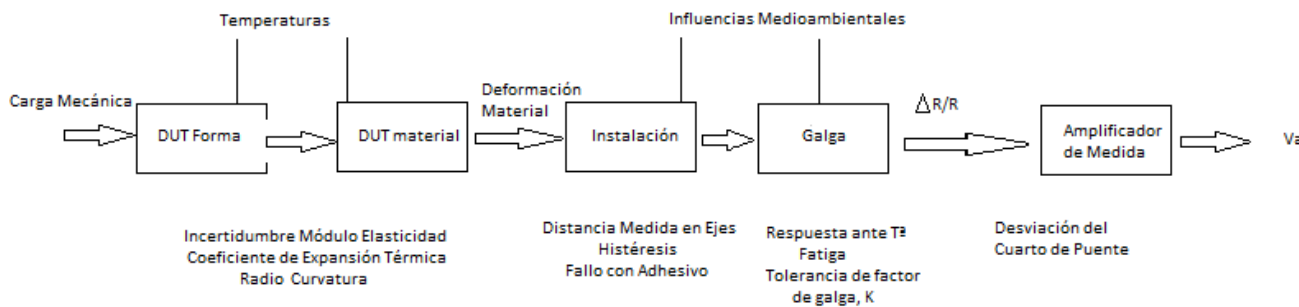 Temperaturas
Influencias Medioambientales
Carga Mecánica
Deformación
Material
ΔR/R
DUT Forma
DUT material
Instalación
Galga
Amplificador
de Medida
Va
Incertidumbre Módulo Elasticidad
Coeficiente de Expansión Térmica
Radio Curvatura
Distancia Medida en Ejes
Histéresis
Fallo con Adhesivo
Respuesta ante Tª
Fatiga
Tolerancia de factor
de galga, K
Desviación del
Cuarto de Puente